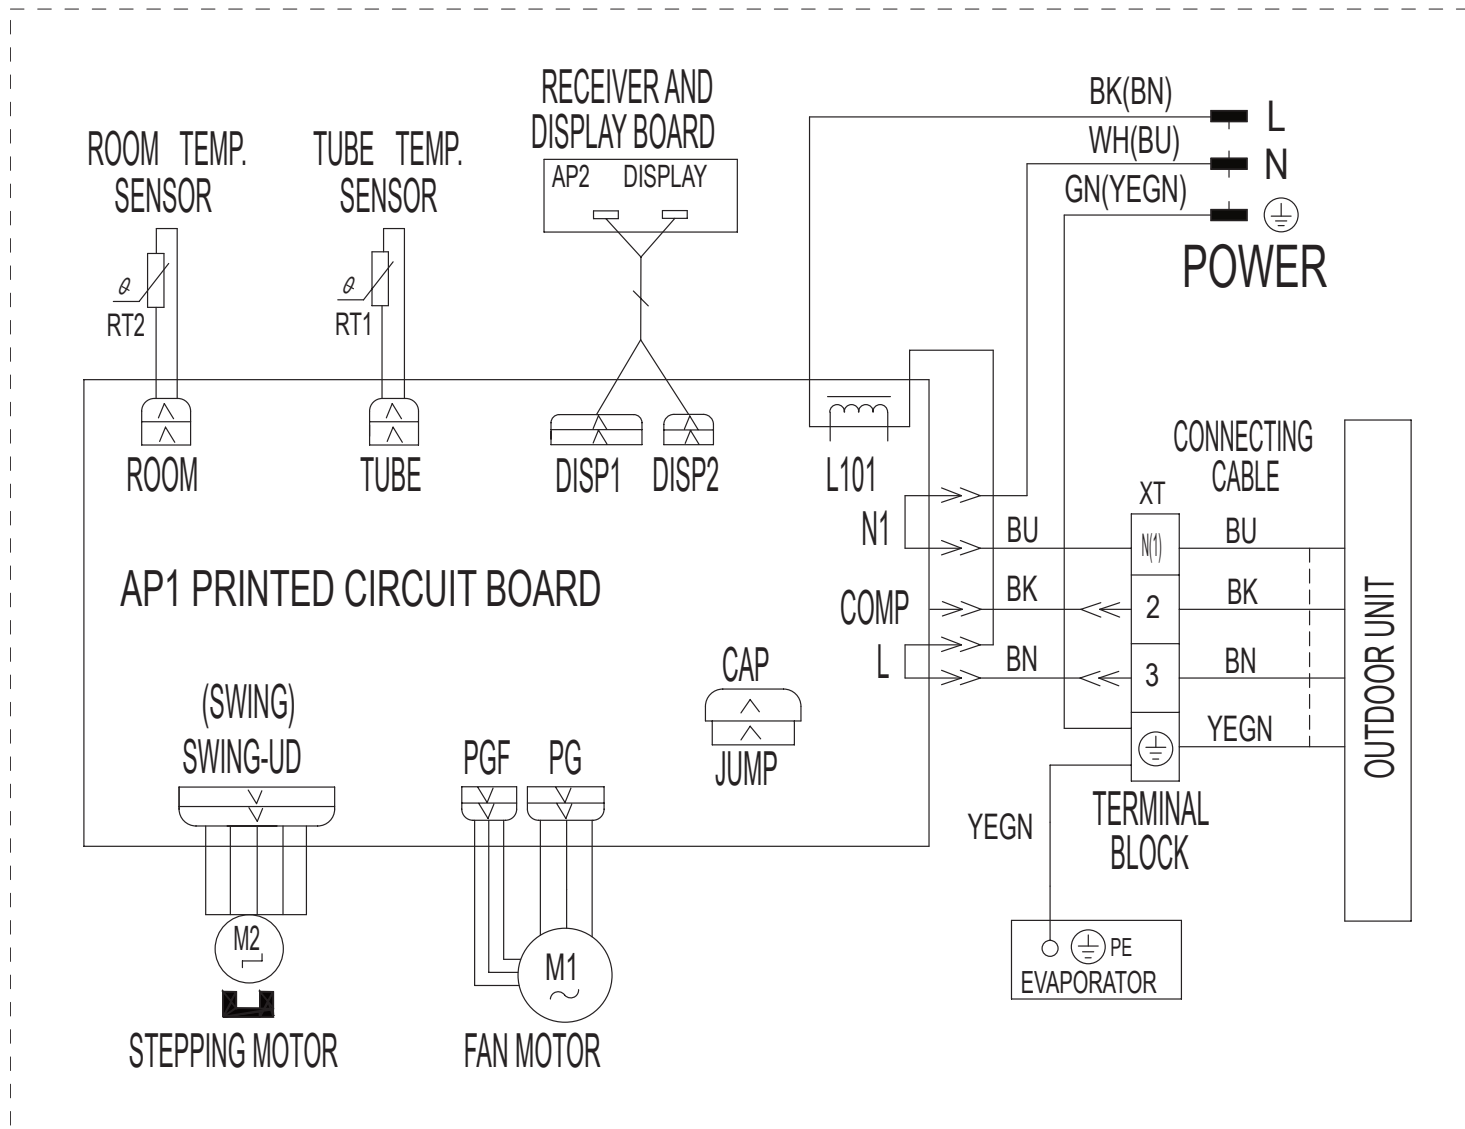 RECEIVER AND
DISPLAY BOARD
AP2 DISPLAY
ROOM TEMP.
SENSOR
TUBE TEMP.
SENSOR
θ
RT2
θ
RT1
BK(BN)
L
WH(BU)
N
GN(YEGN)
POWER
ROOM
TUBE
DISP1
DISP2
L101
N1
COMP
L
AP1 PRINTED CIRCUIT BOARD
CONNECTING
CABLE
XT
BU
N(1)
BU
BK
2
BK
BN
3
BN
YEGN
OUTDOOR UNIT
TERMINAL
BLOCK
YEGN
PE
EVAPORATOR
CAP
JUMP
(SWING)
SWING-UD
PGF
PG
M2
STEPPING MOTOR
M1
FAN MOTOR